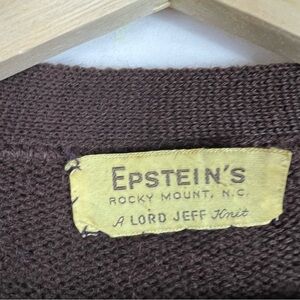 EPSTEIN'S
ROCKY MOUNT, N.C.
A LORD JEFF Knit